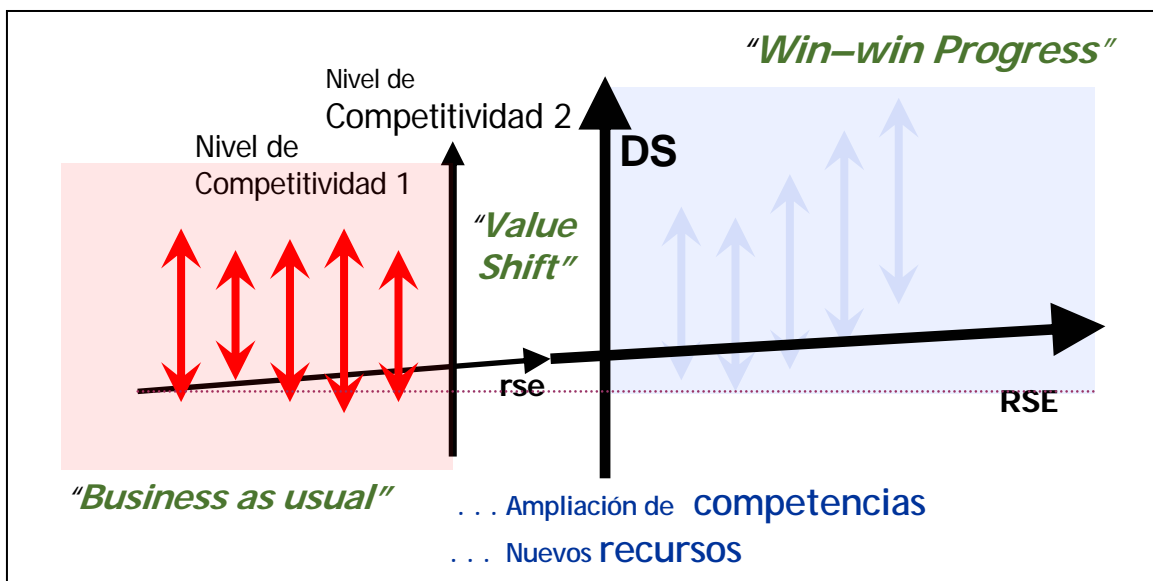 “Win–win Progress”
Nivel de
Competitividad 2
Nivel de
Competitividad 1
DS
“Value
Shift”
rse
RSE
“Business as usual”
. . . Ampliación de competencias
. . . Nuevos recursos